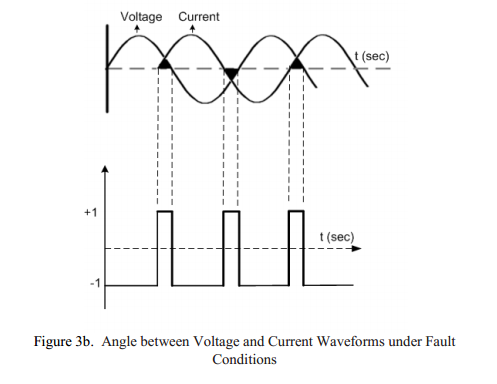 Voltage Current
t (sec)
+1
t (sec)
-1
Figure 3b. Angle between Voltage and Current Waveforms under Fault
Conditions